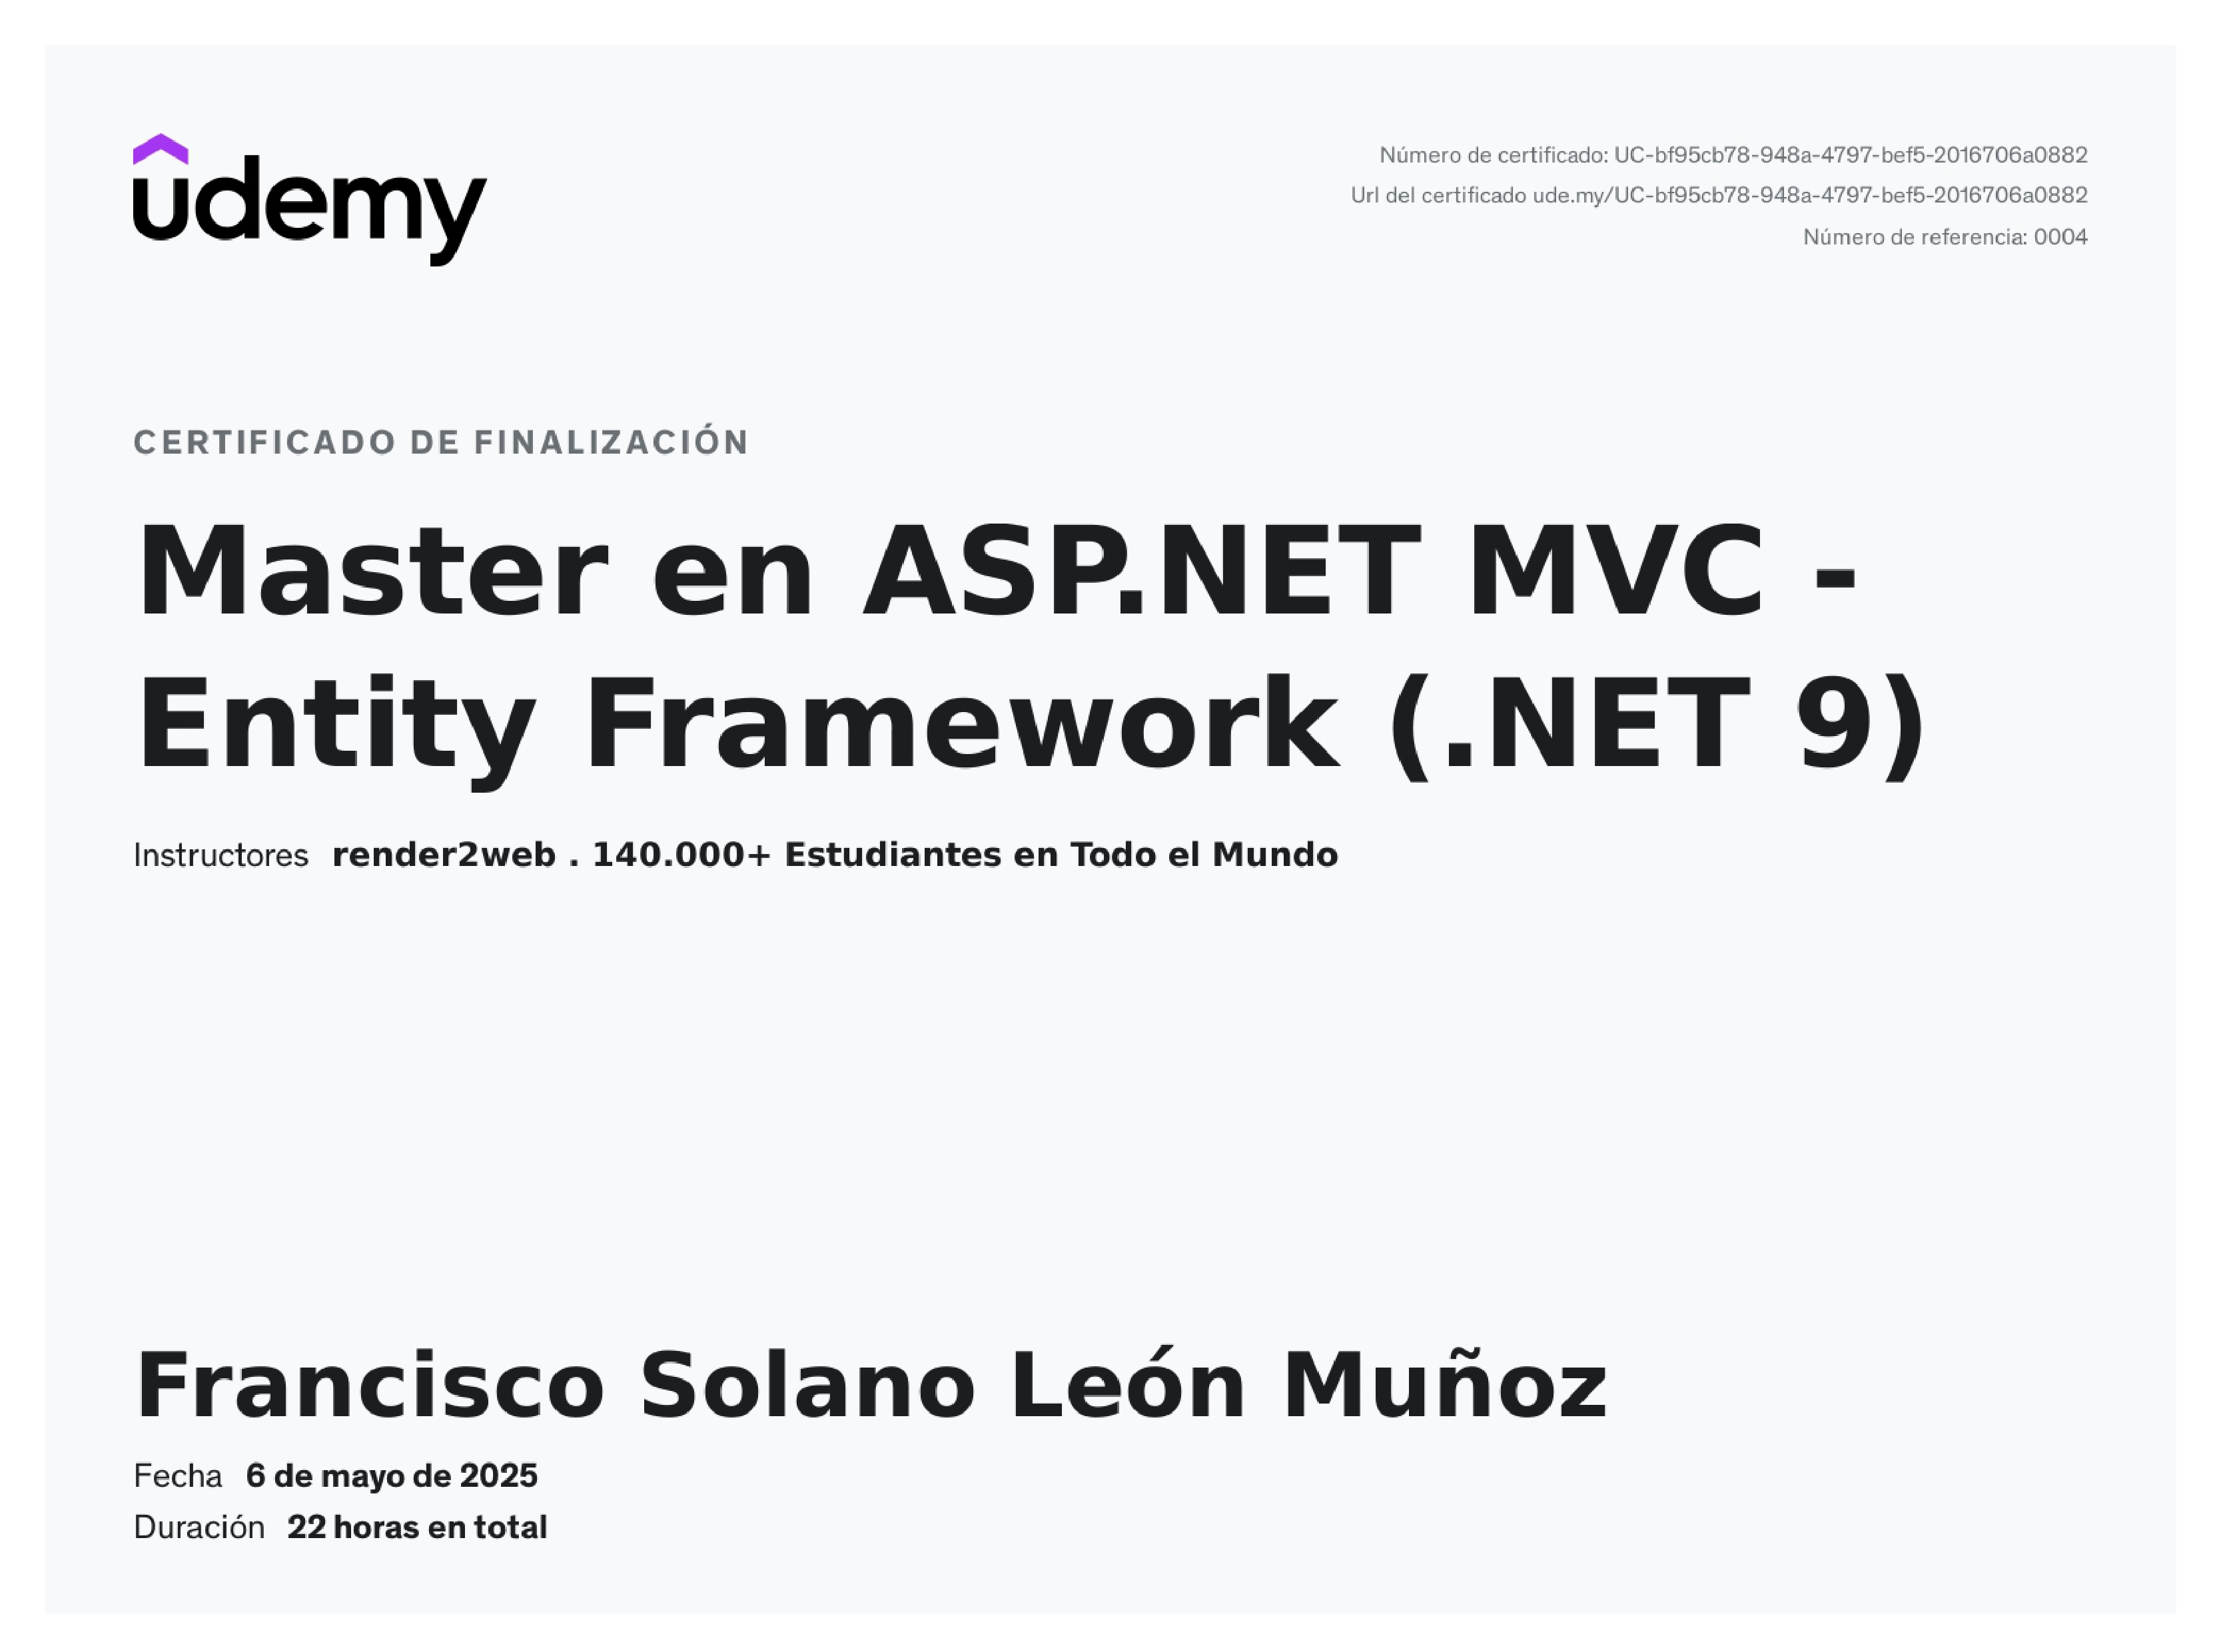 udemy
Número de certificado: UC-bf95cb78-948a-4797-bef5-2016706a0882
Url del certificado ude.my/UC-bf95cb78-948a-4797-bef5-2016706a0882
Número de referencia: 0004
CERTIFICADO DE FINALIZACIÓN
Master en ASP.NET MVC -
Entity Framework (.NET 9)
Instructores render2web . 140.000+ Estudiantes en Todo el Mundo
Francisco Solano León Muñoz
Fecha 6 de mayo de 2025
Duración 22 horas en total